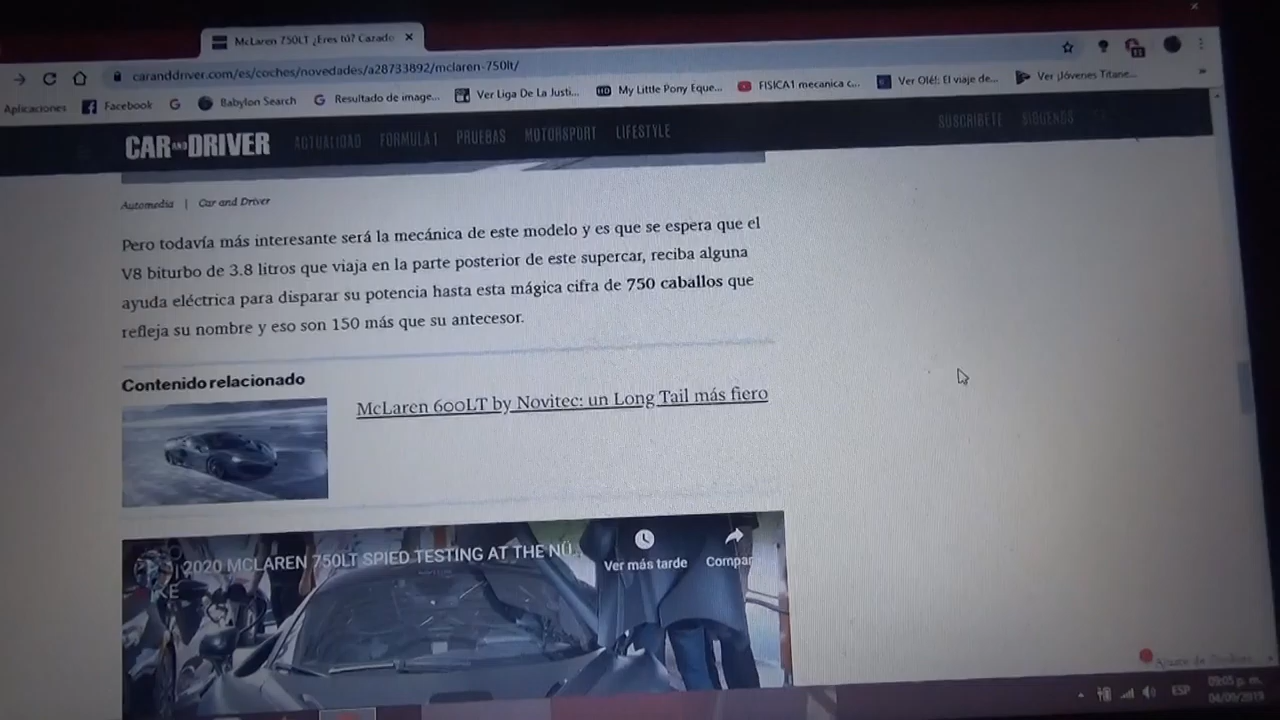 McLaren 750LT ¿Eres tú? Cazado
caranddriver.com/es/coches/novedades/a28733892/mclaren-750lt/
Aplicaciones Facebook Babylon Search Resultado de image... Ver Liga De La Justi... My Little Pony Eque... FISICA1 mecanica c... Ver Olé!: El viaje de... Ver ¡Jóvenes Titane...
CAR AND DRIVER ACTUALIDAD FÓRMULA 1 PRUEBAS MOTORSPORT LIFESTYLE SUSCRÍBETE SÍGUENOS
Automedia | Car and Driver
Pero todavía más interesante será la mecánica de este modelo y es que se espera que el
V8 biturbo de 3.8 litros que viaja en la parte posterior de este supercar, reciba alguna
ayuda eléctrica para disparar su potencia hasta esta mágica cifra de 750 caballos que
refleja su nombre y eso son 150 más que su antecesor.
Contenido relacionado
McLaren 600LT by Novitec: un Long Tail más fiero
2020 MCLAREN 750LT SPIED TESTING AT THE NÜ...
Ver más tarde Compar
Ajuste de Cookies
ESP
09:05 p. m.
04/09/2019